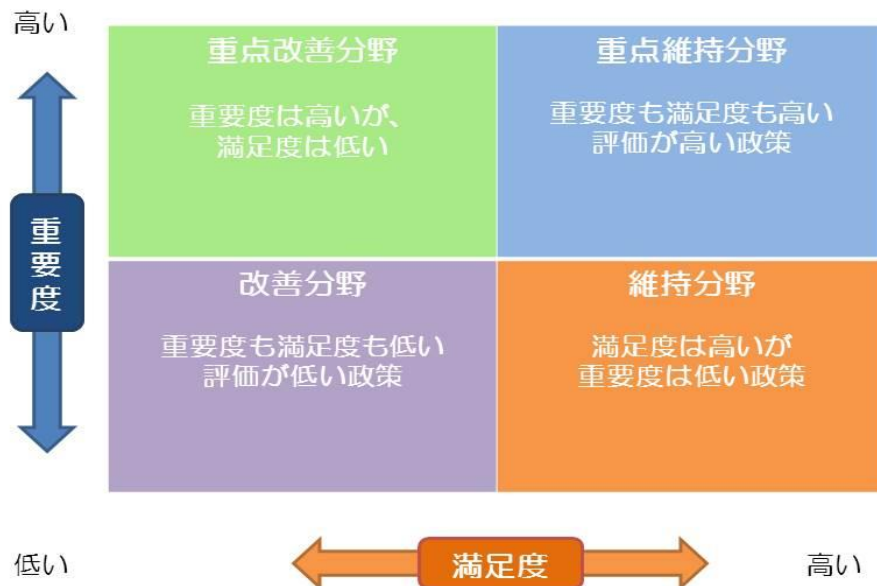 高い
重点改善分野
重要度は高いが、
満足度は低い
重点維持分野
重要度も満足度も高い
評価が高い政策
重要度
改善分野
重要度も満足度も低い
評価が低い政策
維持分野
満足度は高いが
重要度は低い政策
低い
満足度
高い